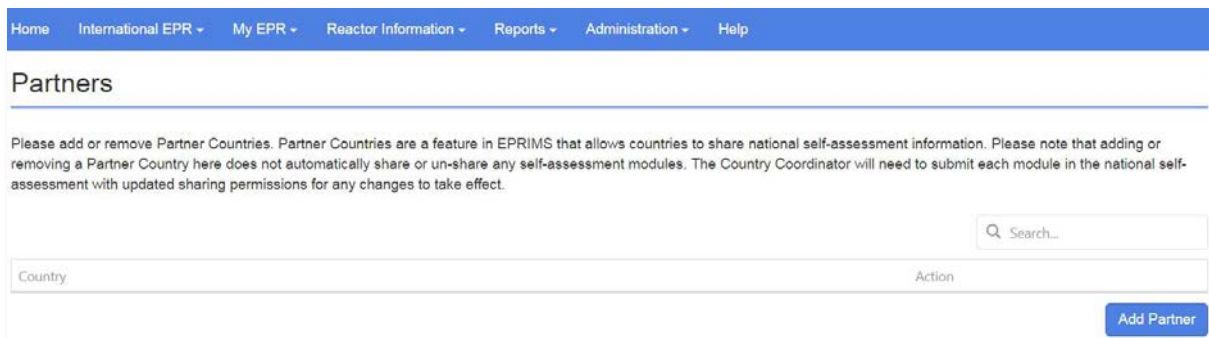 Home International EPR My EPR Reactor Information Reports Administration Help
Partners
Please add or remove Partner Countries. Partner Countries are a feature in EPRIMS that allows countries to share national self-assessment information. Please note that adding or
removing a Partner Country here does not automatically share or un-share any self-assessment modules. The Country Coordinator will need to submit each module in the national self-
assessment with updated sharing permissions for any changes to take effect.
Search...
Country Action
Add Partner